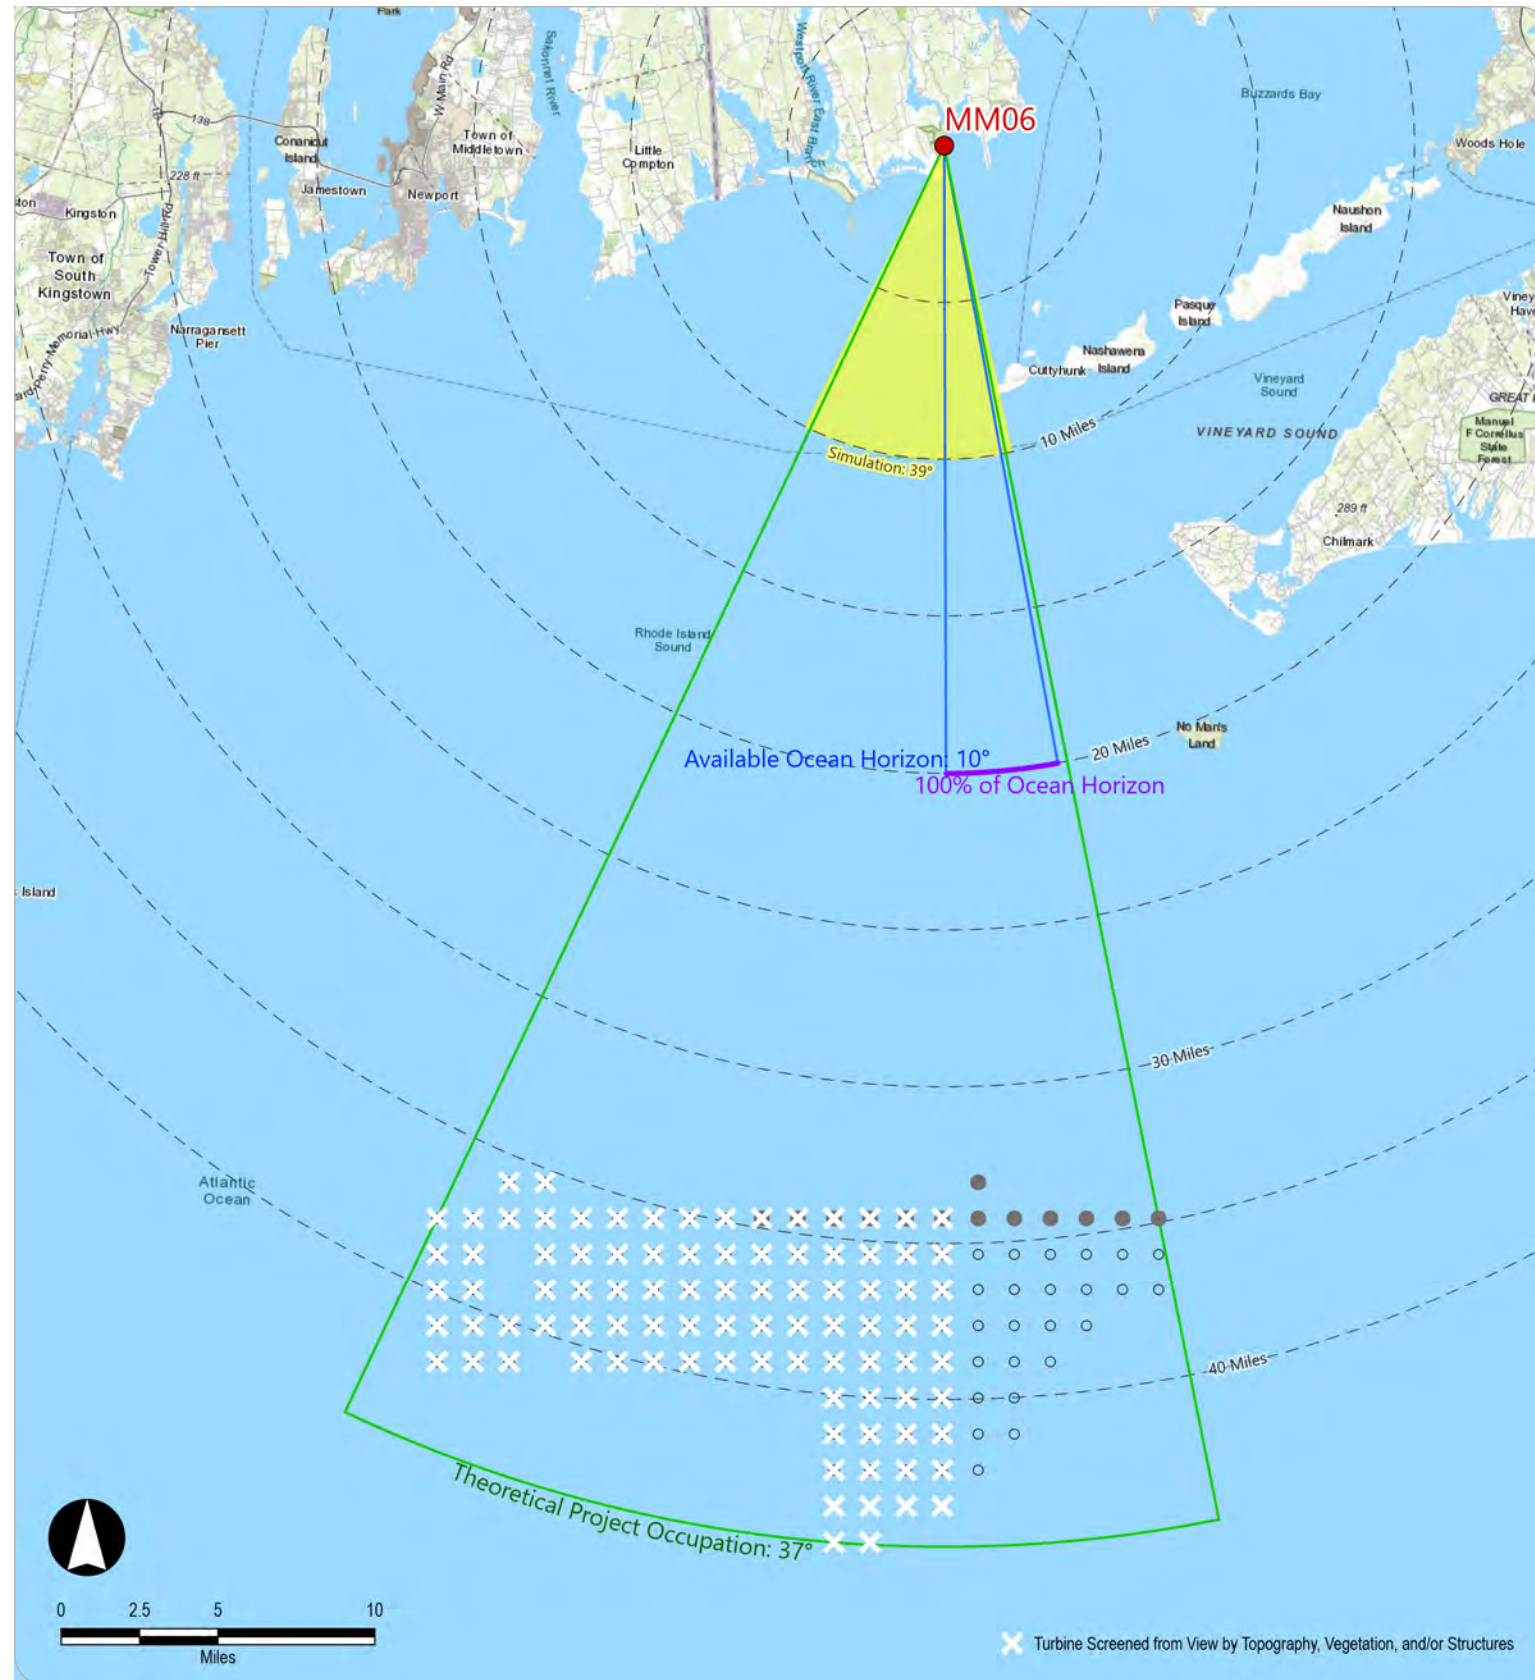 Park
Sakonnet River
W Main Rd
Westport River East Branch
MM06
Buzzards Bay
138
Conanicut
Island
Town of
Middletown
Little
Compton
Woods Hole
228 ft
Jamestown
Newport
Kingston
Tower Hill Rd
Naushon
Island
Town of
South
Kingstown
Pasque
Island
Narragansett
Pier
Nashawena
Island
Cuttyhunk
Vineyard
Sound
10 Miles
VINEYARD SOUND
Manuel
F Correllus
State
Forest
Simulation: 39°
289 ft
Chilmark
Rhode Island
Sound
No Man's
Land
20 Miles
Available Ocean Horizon: 10°
100% of Ocean Horizon
Island
30 Miles
Atlantic
Ocean
40 Miles
Theoretical Project Occupation: 37°
0 2.5 5 10
Miles
Turbine Screened from View by Topography, Vegetation, and/or Structures